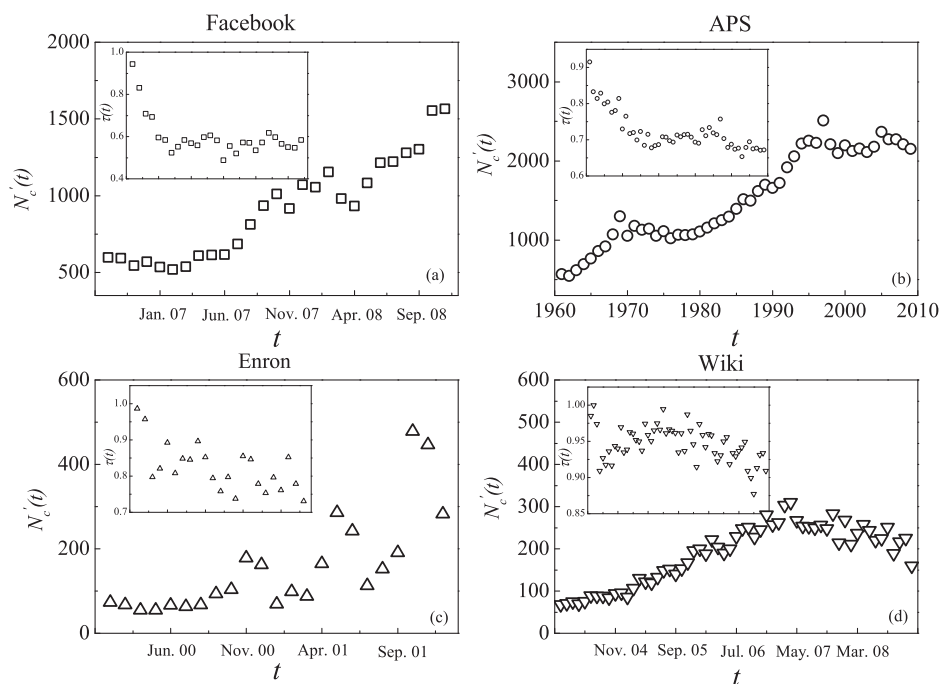 Facebook
2000
1500
1000
500
N'c(t)
1.0
0.8
0.6
0.4
τ(t)
(a)
Jan. 07 Jun. 07 Nov. 07 Apr. 08 Sep. 08
t
APS
3000
2000
1000
N'c(t)
0.9
0.8
0.7
0.6
τ(t)
(b)
1960 1970 1980 1990 2000 2010
t
Enron
600
400
200
0
N'c(t)
1.0
0.9
0.8
0.7
τ(t)
(c)
Jun. 00 Nov. 00 Apr. 01 Sep. 01
t
Wiki
600
500
400
300
200
100
0
N'c(t)
1.00
0.95
0.90
0.85
τ(t)
(d)
Nov. 04 Sep. 05 Jul. 06 May. 07 Mar. 08
t